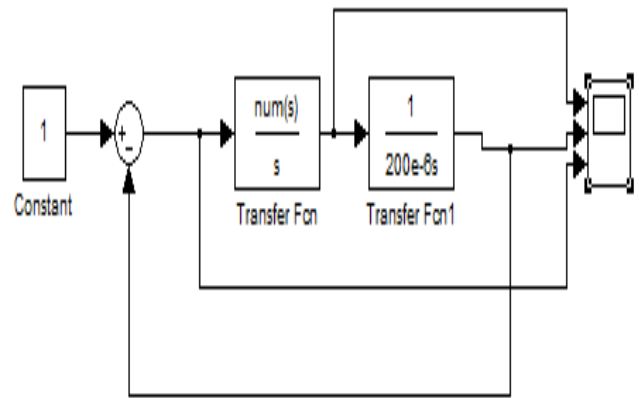 1
Constant
+
-
num(s)
s
Transfer Fcn
1
200e-6s
Transfer Fcn1